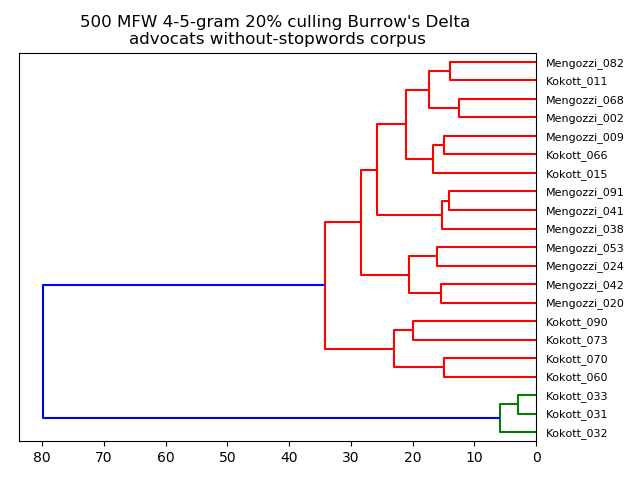 500 MFW 4-5-gram 20% culling Burrow's Delta
advocats without-stopwords corpus
Mengozzi_082
Kokott_011
Mengozzi_068
Mengozzi_002
Mengozzi_009
Kokott_066
Kokott_015
Mengozzi_091
Mengozzi_041
Mengozzi_038
Mengozzi_053
Mengozzi_024
Mengozzi_042
Mengozzi_020
Kokott_090
Kokott_073
Kokott_070
Kokott_060
Kokott_033
Kokott_031
Kokott_032
80 70 60 50 40 30 20 10 0